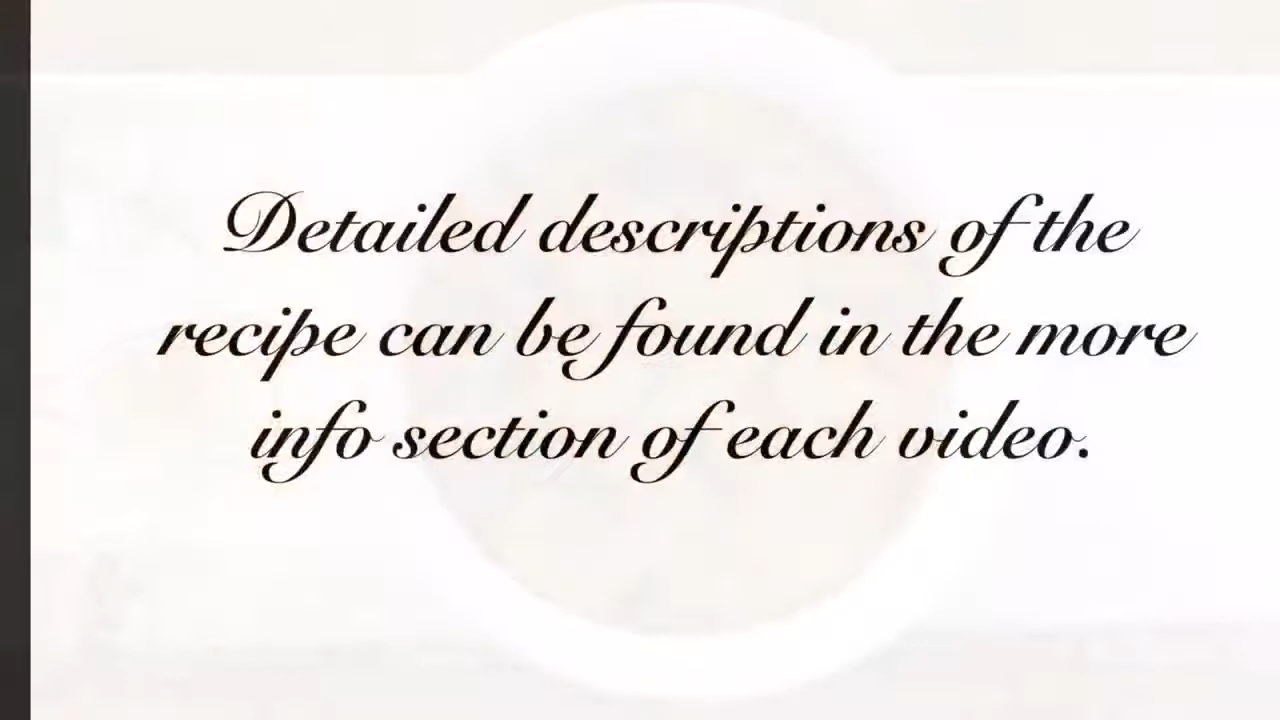 Detailed descriptions of the
recipe can be found in the more
info section of each video.